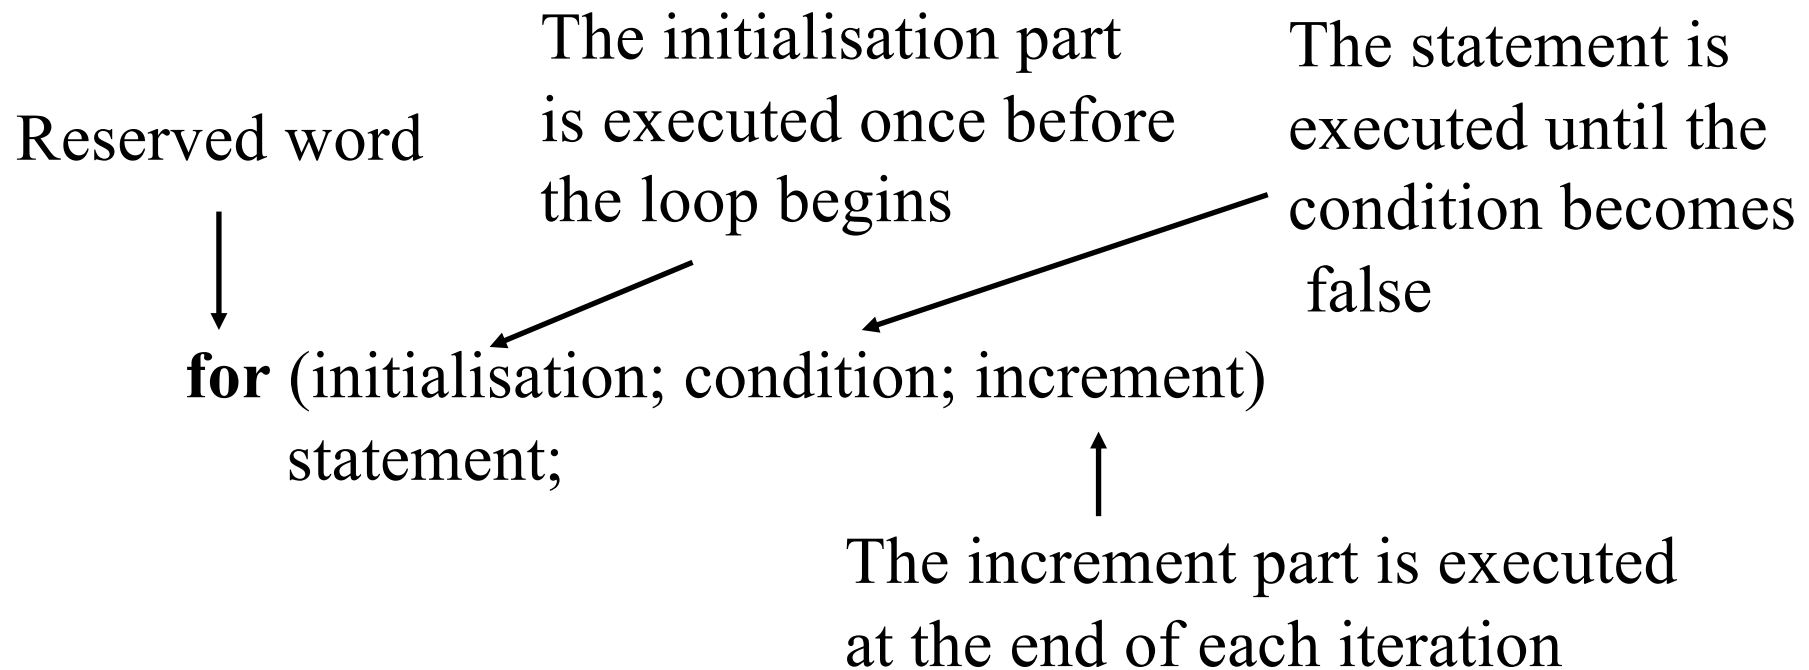 Reserved word
The initialisation part
is executed once before
the loop begins
The statement is
executed until the
condition becomes
false
for (initialisation; condition; increment)
statement;
The increment part is executed
at the end of each iteration